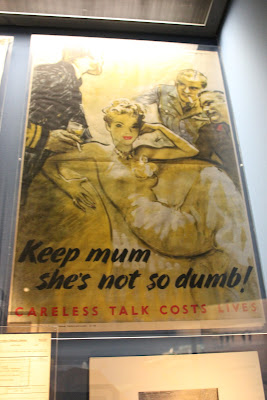 Keep mum
she's not so dumb!
CARELESS TALK COSTS LIVES